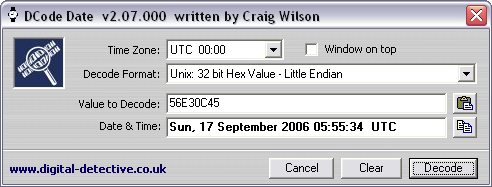 DCode Date v2.07.000 written by Craig Wilson
Time Zone: UTC 00:00 Window on top
Decode Format: Unix: 32 bit Hex Value - Little Endian
Value to Decode: 56E30C45
Date & Time: Sun, 17 September 2006 05:55:34 UTC
www.digital-detective.co.uk Cancel Clear Decode